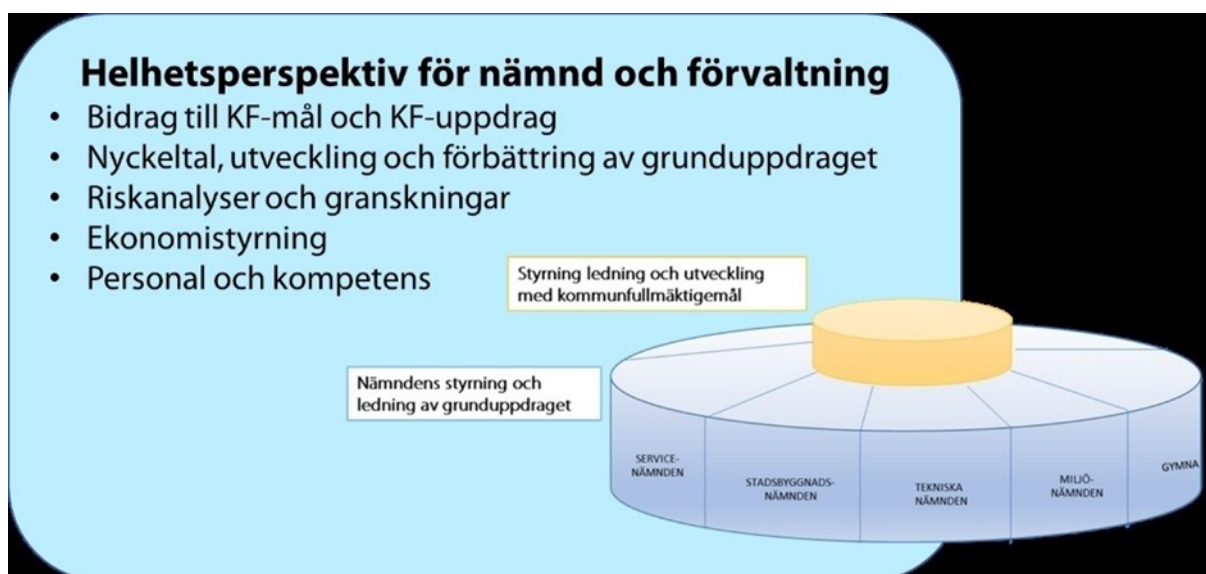 Helhetsperspektiv för nämnd och förvaltning
• Bidrag till KF-mål och KF-uppdrag
• Nyckeltal, utveckling och förbättring av grunduppdraget
• Riskanalyser och granskningar
• Ekonomistyrning
• Personal och kompetens
Styrning ledning och utveckling
med kommunfullmäktigemål
Nämndens styrning och
ledning av grunduppdraget
SERVICE-
NÄMNDEN
STADSBYGGNADS-
NÄMNDEN
TEKNISKA
NÄMNDEN
MILJÖ-
NÄMNDEN
GYMNA